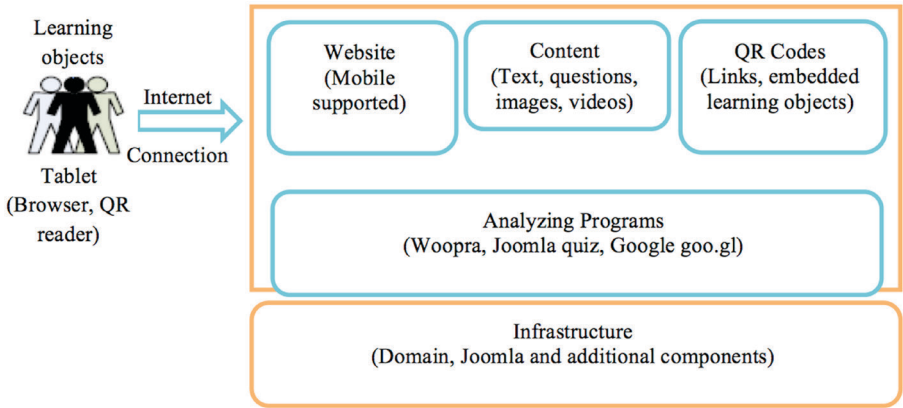 Learning
objects
Tablet
(Browser, QR
reader)
Internet
Connection
Website
(Mobile
supported)
Content
(Text, questions,
images, videos)
QR Codes
(Links, embedded
learning objects)
Analyzing Programs
(Woopra, Joomla quiz, Google goo.gl)
Infrastructure
(Domain, Joomla and additional components)